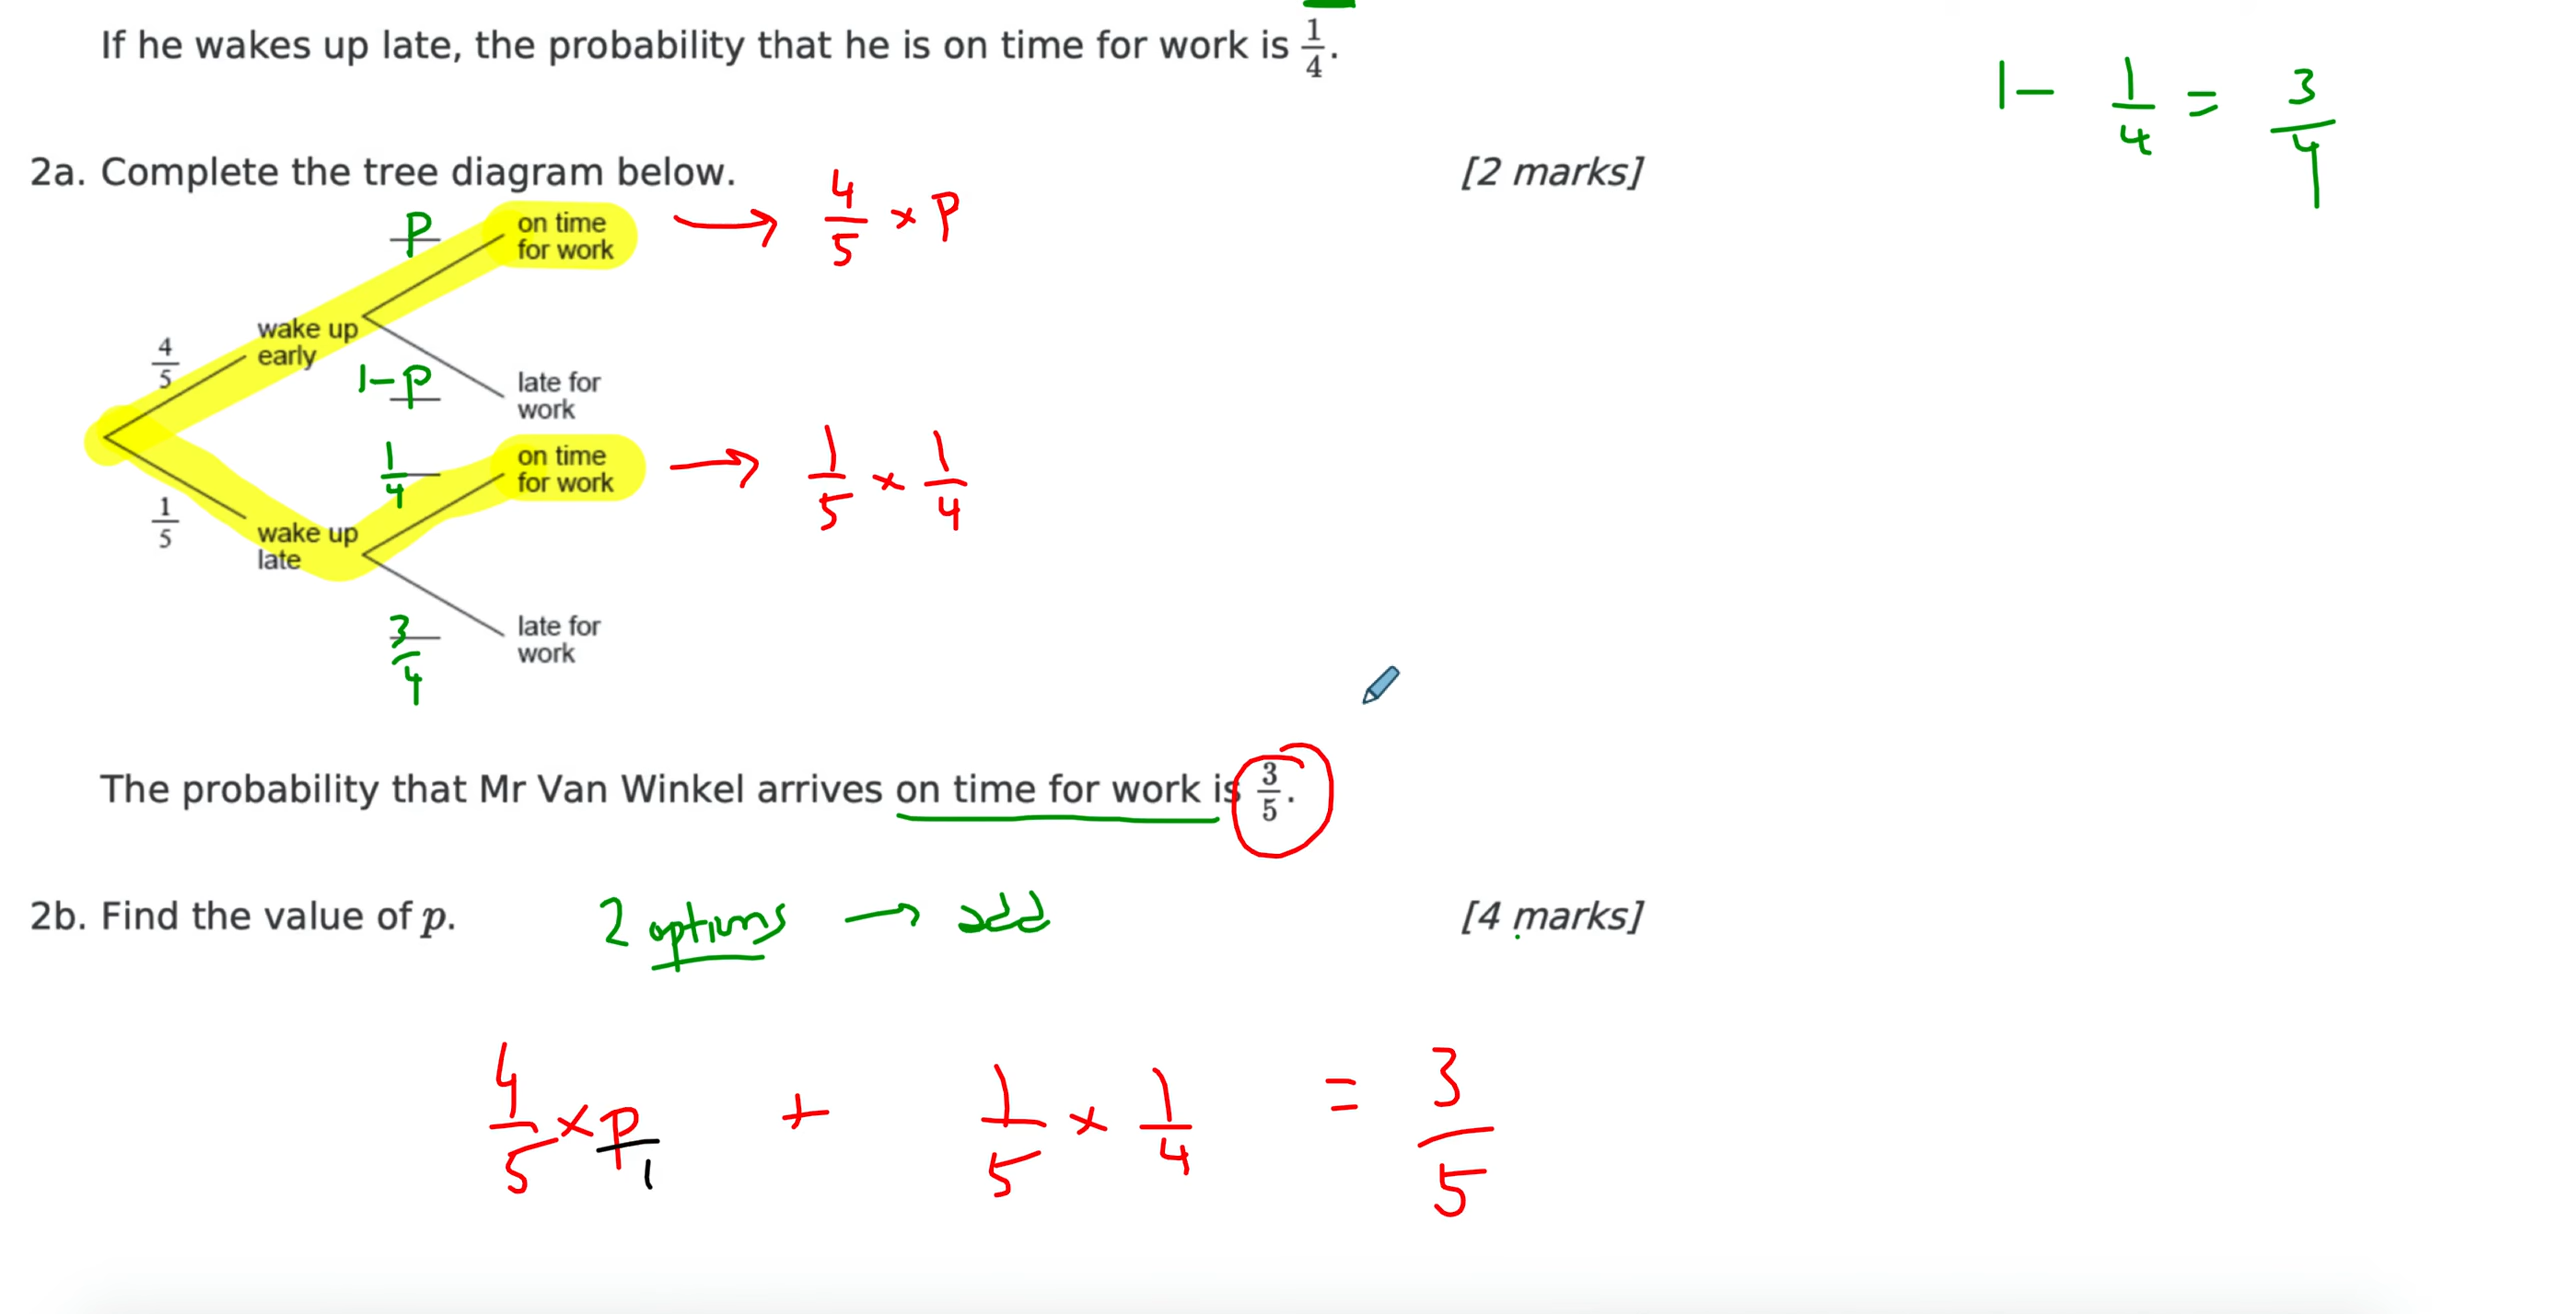 If he wakes up late, the probability that he is on time for work is 1/4.
1 - 1/4 = 3/4
2a. Complete the tree diagram below. [2 marks]
P on time for work → 4/5 × P
4/5 wake up early
1-P late for work
1/4 on time for work → 1/5 × 1/4
1/5 wake up late
3/4 late for work
The probability that Mr Van Winkel arrives on time for work is 3/5.
2b. Find the value of p. 2 options → add [4 marks]
4/5 × P/1 + 1/5 × 1/4 = 3/5